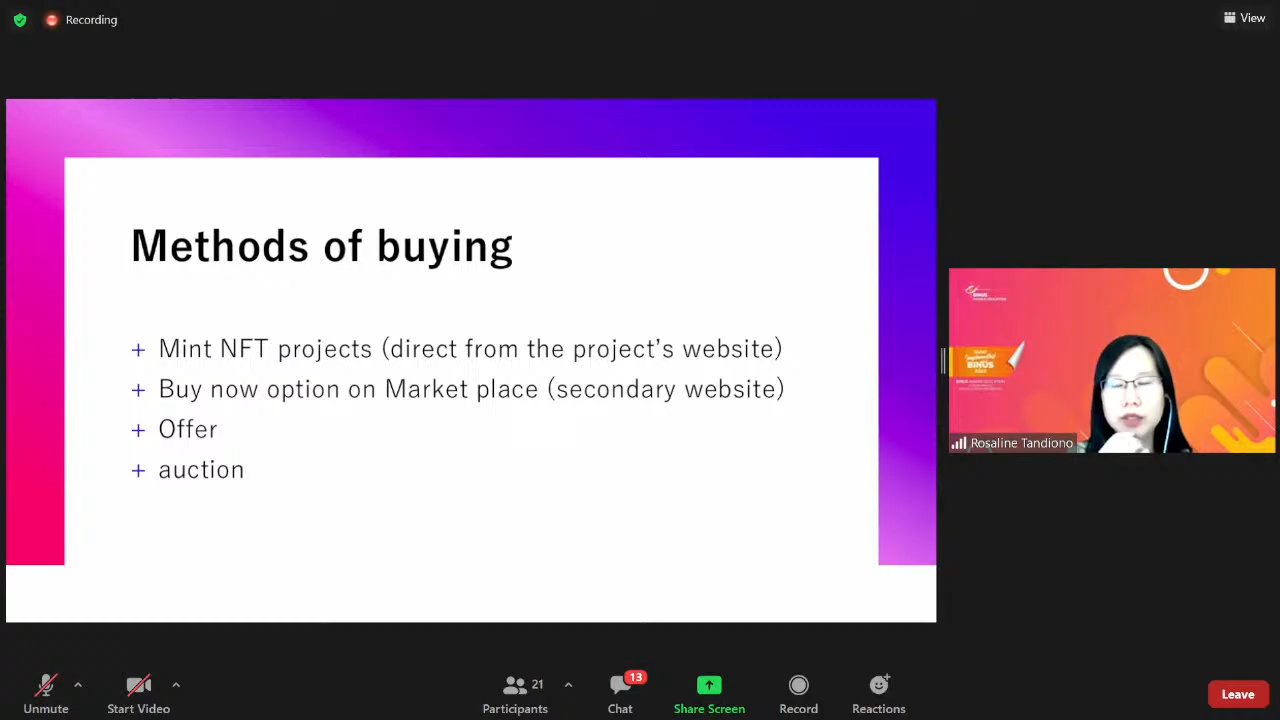 Recording
View
Methods of buying
+ Mint NFT projects (direct from the project's website)
+ Buy now option on Market place (secondary website)
+ Offer
+ auction
BINUS
BINUS
Rosaline Tandiono
21
13
Unmute
Start Video
Participants
Chat
Share Screen
Record
Reactions
Leave